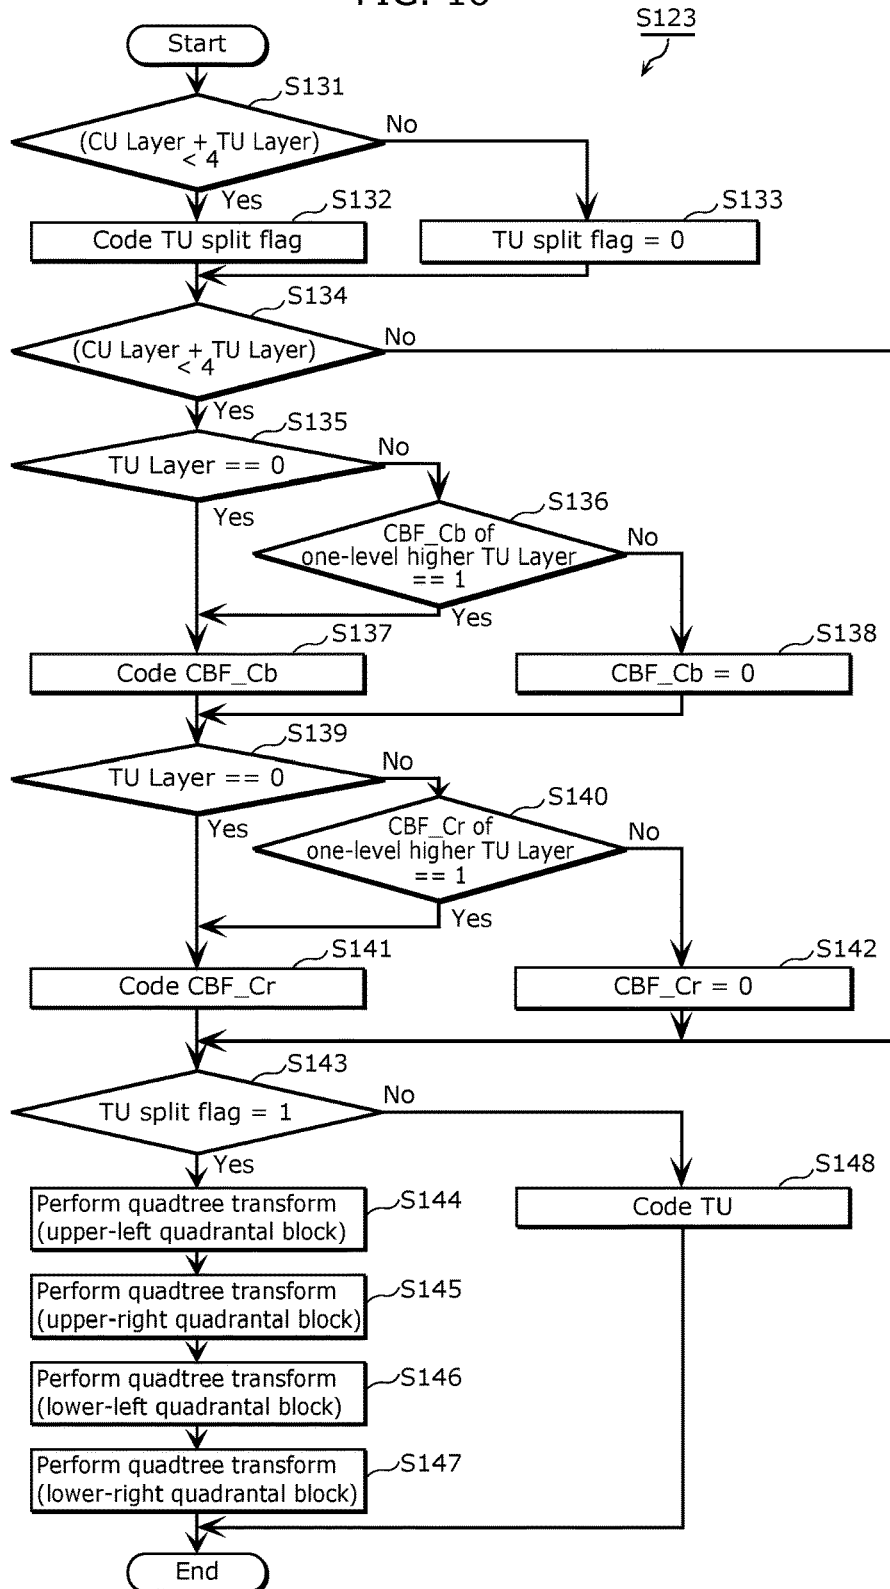 FIG. 10
S123
Start
S131
(CU Layer + TU Layer)
< 4
No
Yes
S132
Code TU split flag
S133
TU split flag = 0
S134
(CU Layer + TU Layer)
< 4
No
Yes
S135
TU Layer == 0
No
Yes
S136
CBF_Cb of
one-level higher TU Layer
== 1
No
Yes
S137
Code CBF_Cb
S138
CBF_Cb = 0
S139
TU Layer == 0
No
Yes
S140
CBF_Cr of
one-level higher TU Layer
== 1
No
Yes
S141
Code CBF_Cr
S142
CBF_Cr = 0
S143
TU split flag = 1
No
Yes
S144
Perform quadtree transform
(upper-left quadrantal block)
S148
Code TU
S145
Perform quadtree transform
(upper-right quadrantal block)
S146
Perform quadtree transform
(lower-left quadrantal block)
S147
Perform quadtree transform
(lower-right quadrantal block)
End